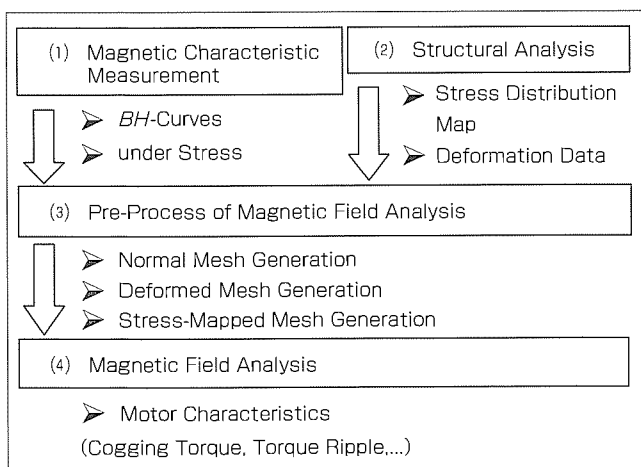 (1) Magnetic Characteristic
Measurement
(2) Structural Analysis
BH-Curves
under Stress
Stress Distribution
Map
Deformation Data
(3) Pre-Process of Magnetic Field Analysis
Normal Mesh Generation
Deformed Mesh Generation
Stress-Mapped Mesh Generation
(4) Magnetic Field Analysis
Motor Characteristics
(Cogging Torque, Torque Ripple,...)